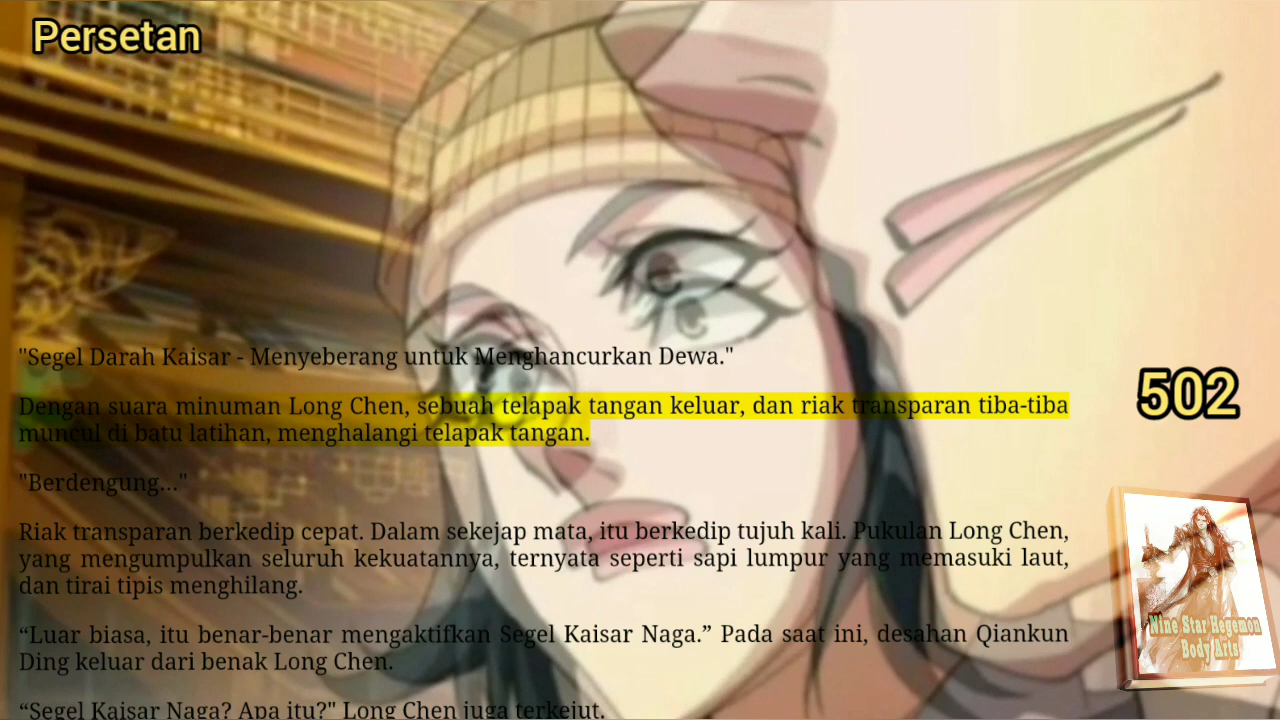 Persetan
"Segel Darah Kaisar - Menyeberang untuk Menghancurkan Dewa."
Dengan suara minuman Long Chen, sebuah telapak tangan keluar, dan riak transparan tiba-tiba
muncul di batu latihan, menghalangi telapak tangan.
502
"Berdengung..."
Riak transparan berkedip cepat. Dalam sekejap mata, itu berkedip tujuh kali. Pukulan Long Chen,
yang mengumpulkan seluruh kekuatannya, ternyata seperti sapi lumpur yang memasuki laut,
dan tirai tipis menghilang.
“Luar biasa, itu benar-benar mengaktifkan Segel Kaisar Naga.” Pada saat ini, desahan Qiankun
Ding keluar dari benak Long Chen.
“Segel Kaisar Naga? Apa itu?" Long Chen juga terkejut.
Nine Star Hegemon
Body Arts